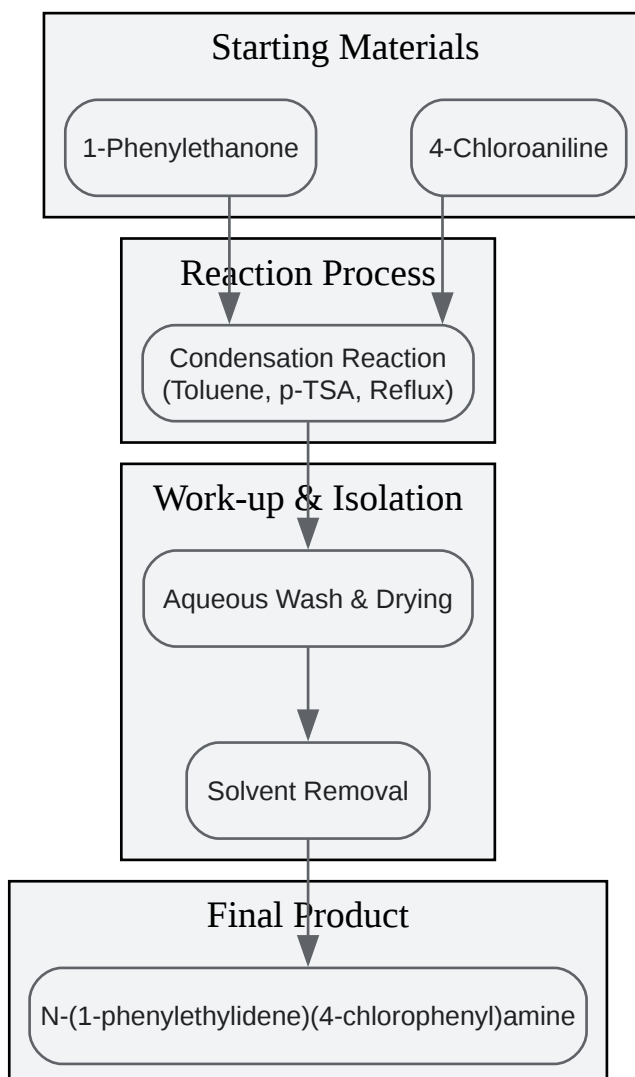 Starting Materials
1-Phenylethanone
4-Chloroaniline
Reaction Process
Condensation Reaction
(Toluene, p-TSA, Reflux)
Work-up & Isolation
Aqueous Wash & Drying
Solvent Removal
Final Product
N-(1-phenylethylidene)(4-chlorophenyl)amine